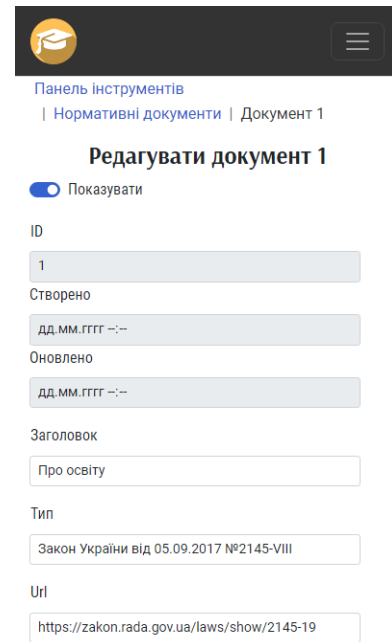 Панель інструментів
| Нормативні документи | Документ 1
Редагувати документ 1
Показувати
ID
1
Створено
дд.мм.гггг --:--
Оновлено
дд.мм.гггг --:--
Заголовок
Про освіту
Тип
Закон України від 05.09.2017 №2145-VIII
Url
https://zakon.rada.gov.ua/laws/show/2145-19